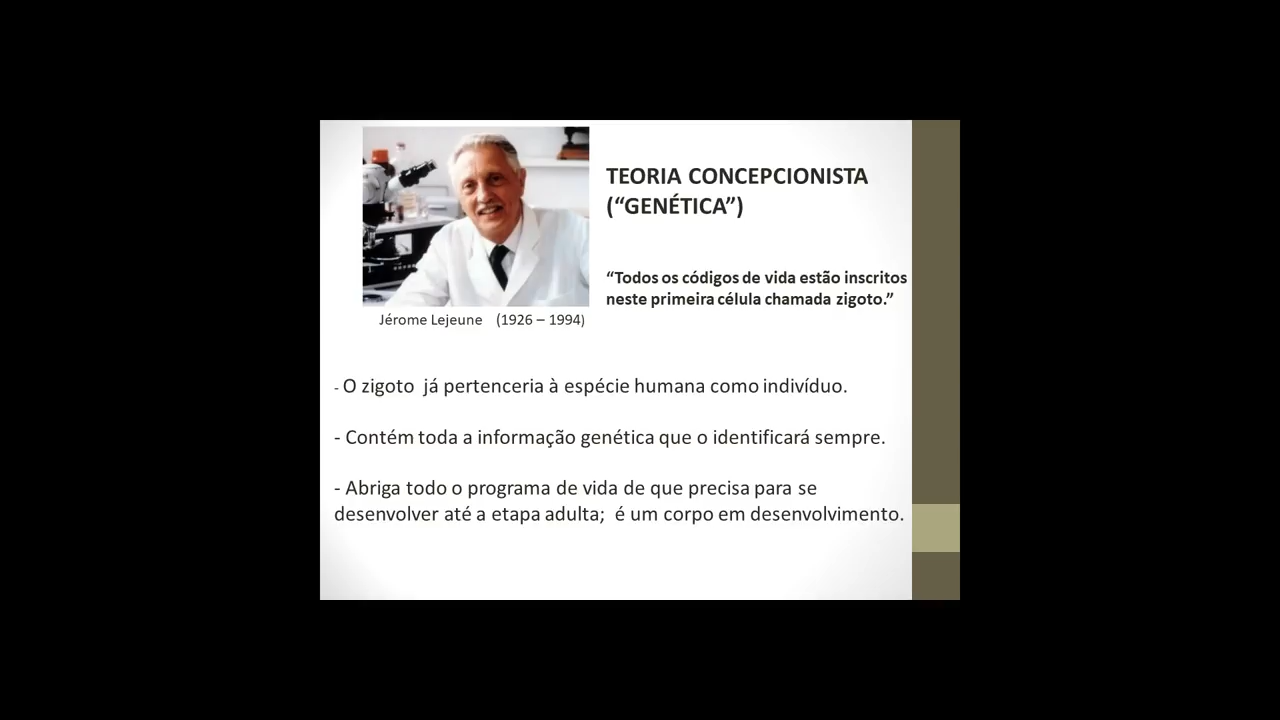 TEORIA CONCEPCIONISTA
(“GENÉTICA”)
“Todos os códigos de vida estão inscritos
neste primeira célula chamada zigoto.”
Jérome Lejeune (1926 – 1994)
- O zigoto já pertenceria à espécie humana como indivíduo.
- Contém toda a informação genética que o identificará sempre.
- Abriga todo o programa de vida de que precisa para se
desenvolver até a etapa adulta; é um corpo em desenvolvimento.